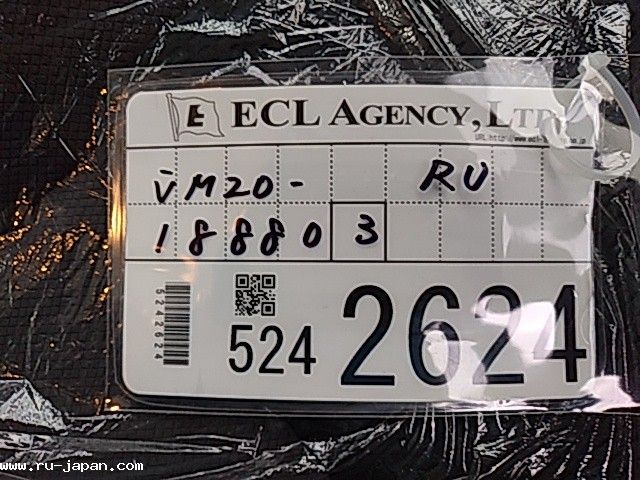 E ECL AGENCY, LTD
VM20- RU
18880 3
524 2624
5242624
www.ru-japan.com